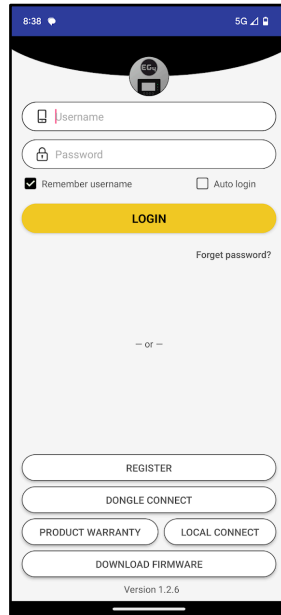 8:38 5G
EG4
Username
Password
Remember username Auto login
LOGIN
Forget password?
— or —
REGISTER
DONGLE CONNECT
PRODUCT WARRANTY LOCAL CONNECT
DOWNLOAD FIRMWARE
Version 1.2.6